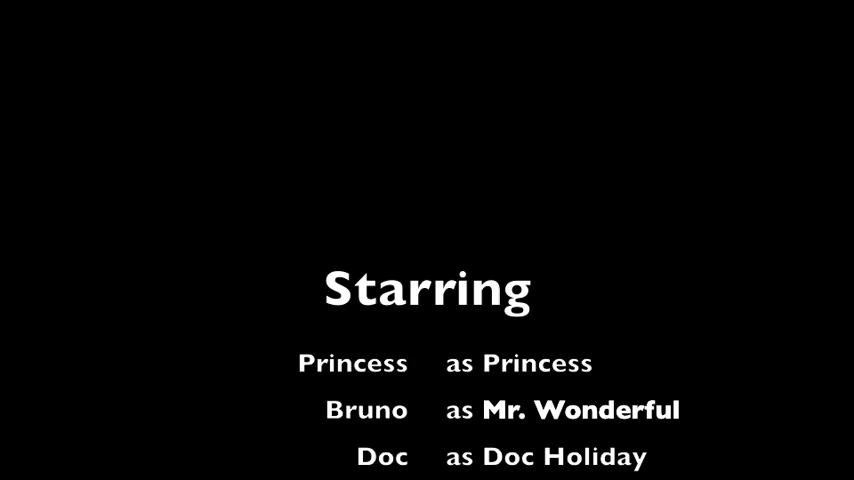 Starring
Princess as Princess
Bruno as Mr. Wonderful
Doc as Doc Holiday